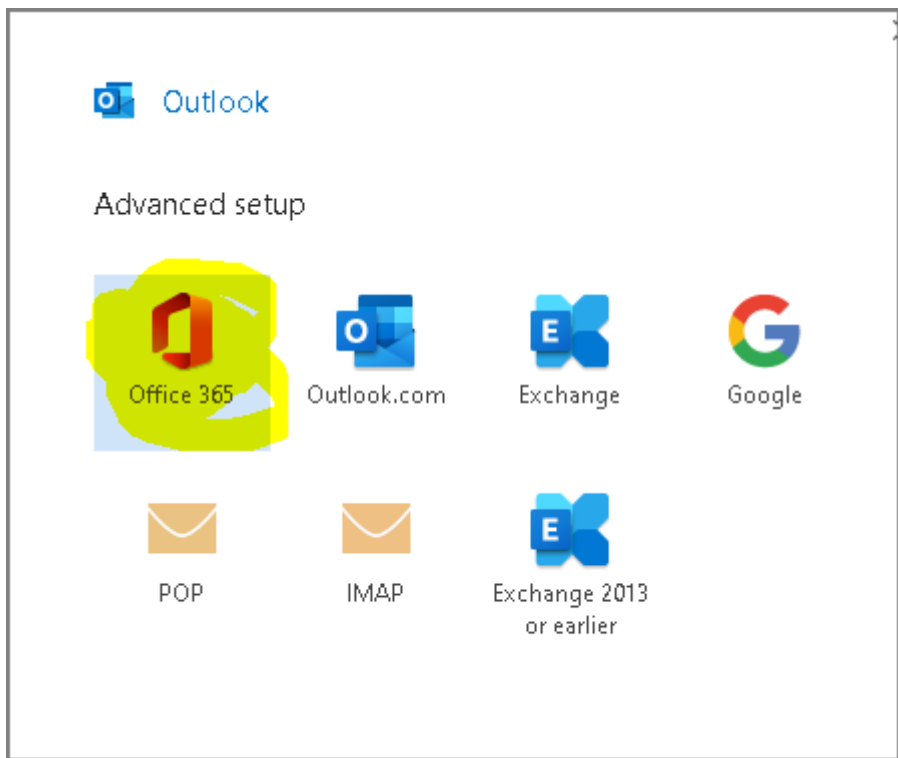 Outlook
Advanced setup
Office 365
Outlook.com
Exchange
Google
POP
IMAP
Exchange 2013
or earlier